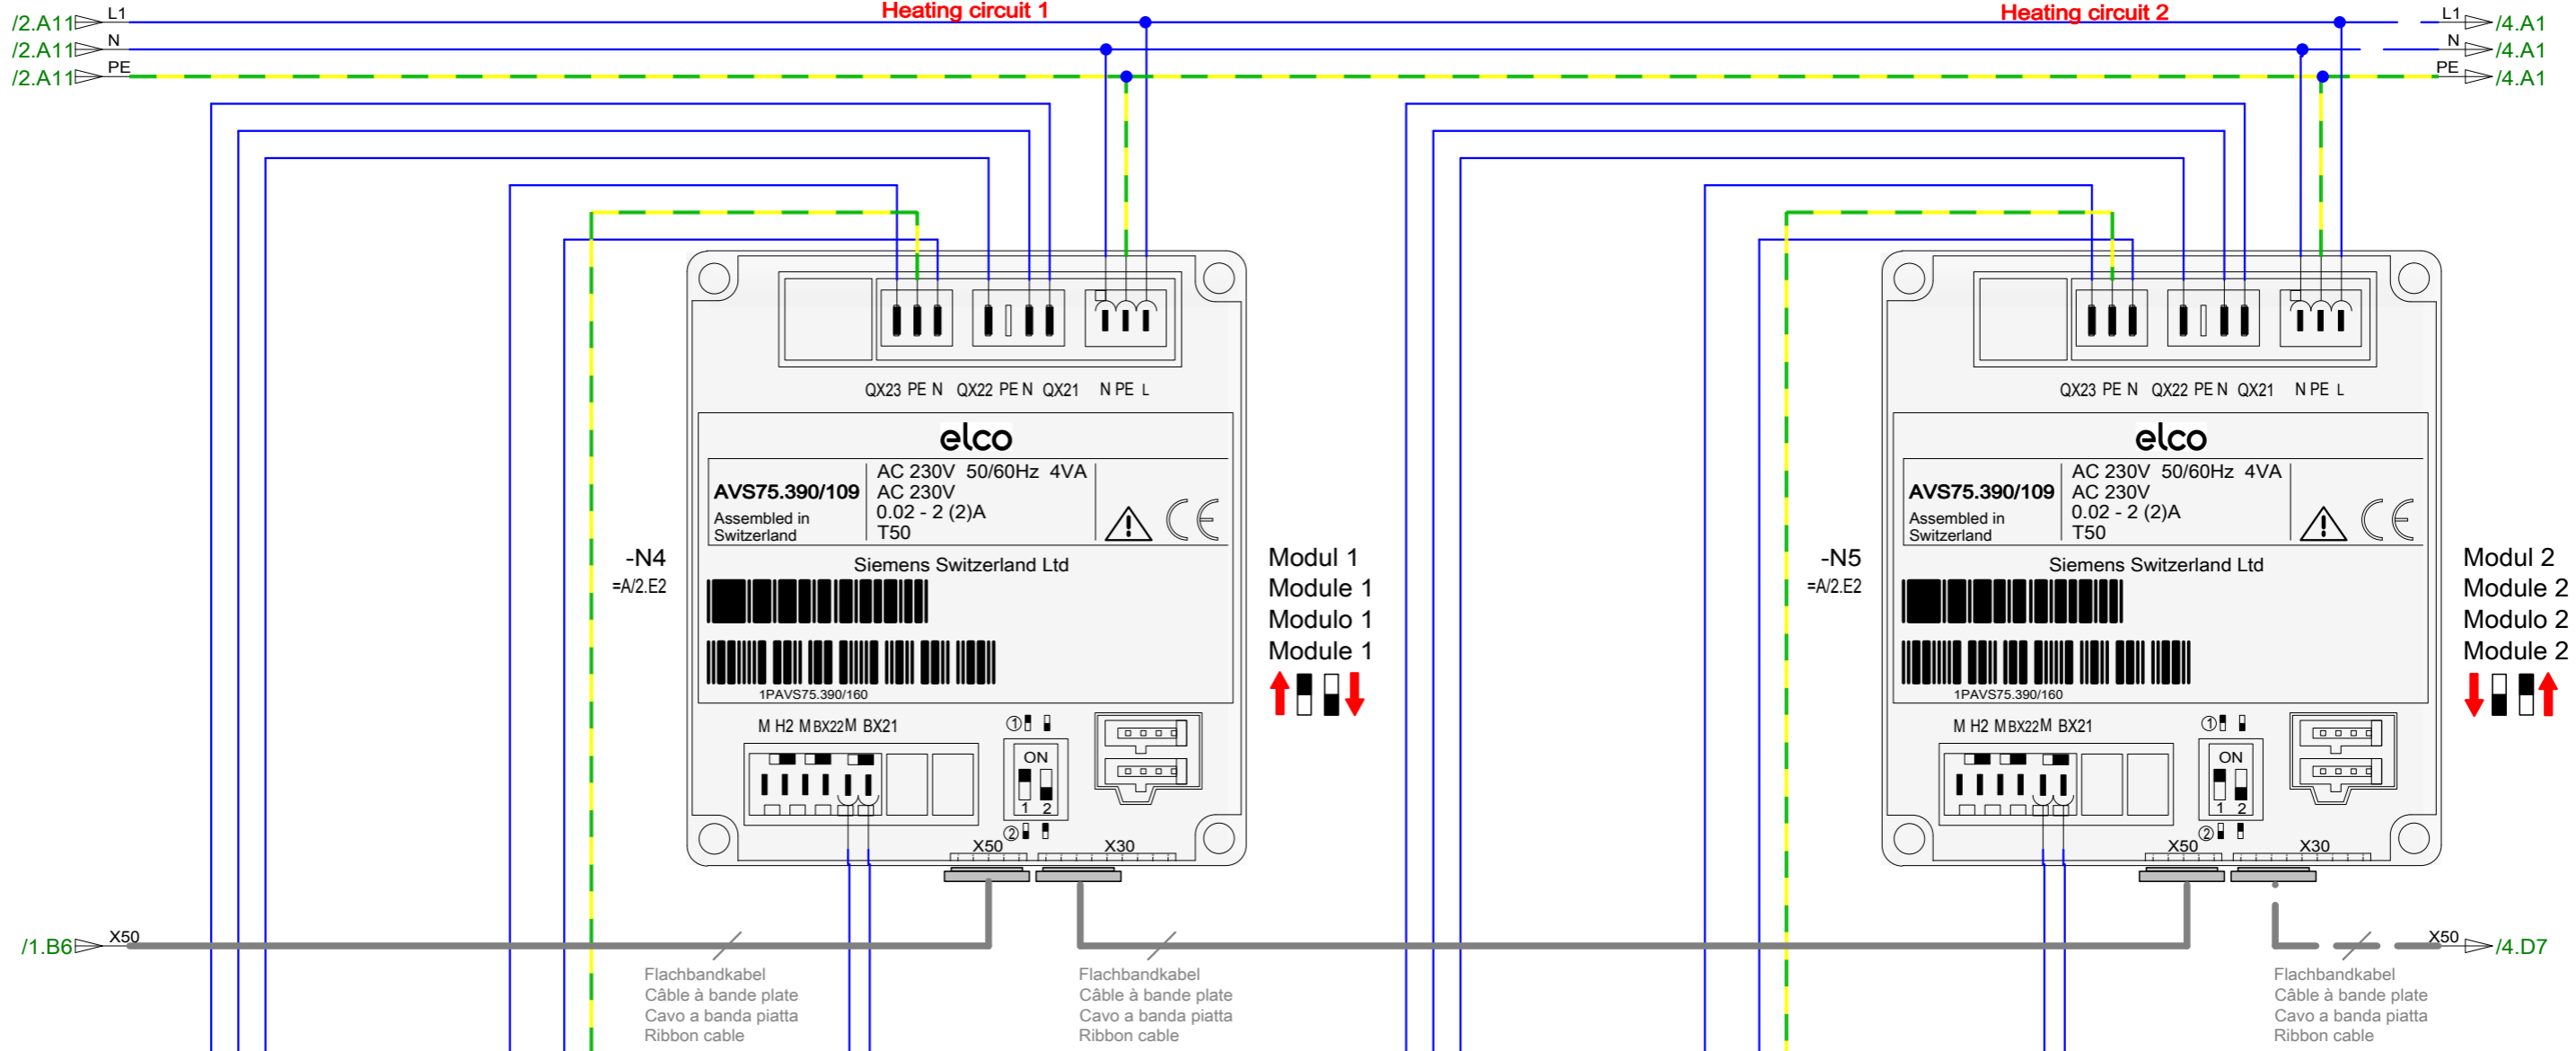 Heating circuit 1
Heating circuit 2
/2.A11 L1
L1 /4.A1
/2.A11 N
N /4.A1
/2.A11 PE
PE /4.A1
QX23 PE N QX22 PE N QX21 N PE L
elco
AVS75.390/109
Assembled in
Switzerland
AC 230V 50/60Hz 4VA
AC 230V
0.02 - 2 (2)A
T50
CE
-N4
=A/2.E2
Siemens Switzerland Ltd
1PAVS75.390/160
Modul 1
Module 1
Modulo 1
Module 1
M H2 M BX22 M BX21
①
ON
1 2
②
X50 X30
QX23 PE N QX22 PE N QX21 N PE L
elco
AVS75.390/109
Assembled in
Switzerland
AC 230V 50/60Hz 4VA
AC 230V
0.02 - 2 (2)A
T50
CE
-N5
=A/2.E2
Siemens Switzerland Ltd
1PAVS75.390/160
Modul 2
Module 2
Modulo 2
Module 2
M H2 M BX22 M BX21
①
ON
1 2
②
X50 X30
/1.B6 X50
X50 /4.D7
Flachbandkabel
Câble à bande plate
Cavo a banda piatta
Ribbon cable
Flachbandkabel
Câble à bande plate
Cavo a banda piatta
Ribbon cable
Flachbandkabel
Câble à bande plate
Cavo a banda piatta
Ribbon cable